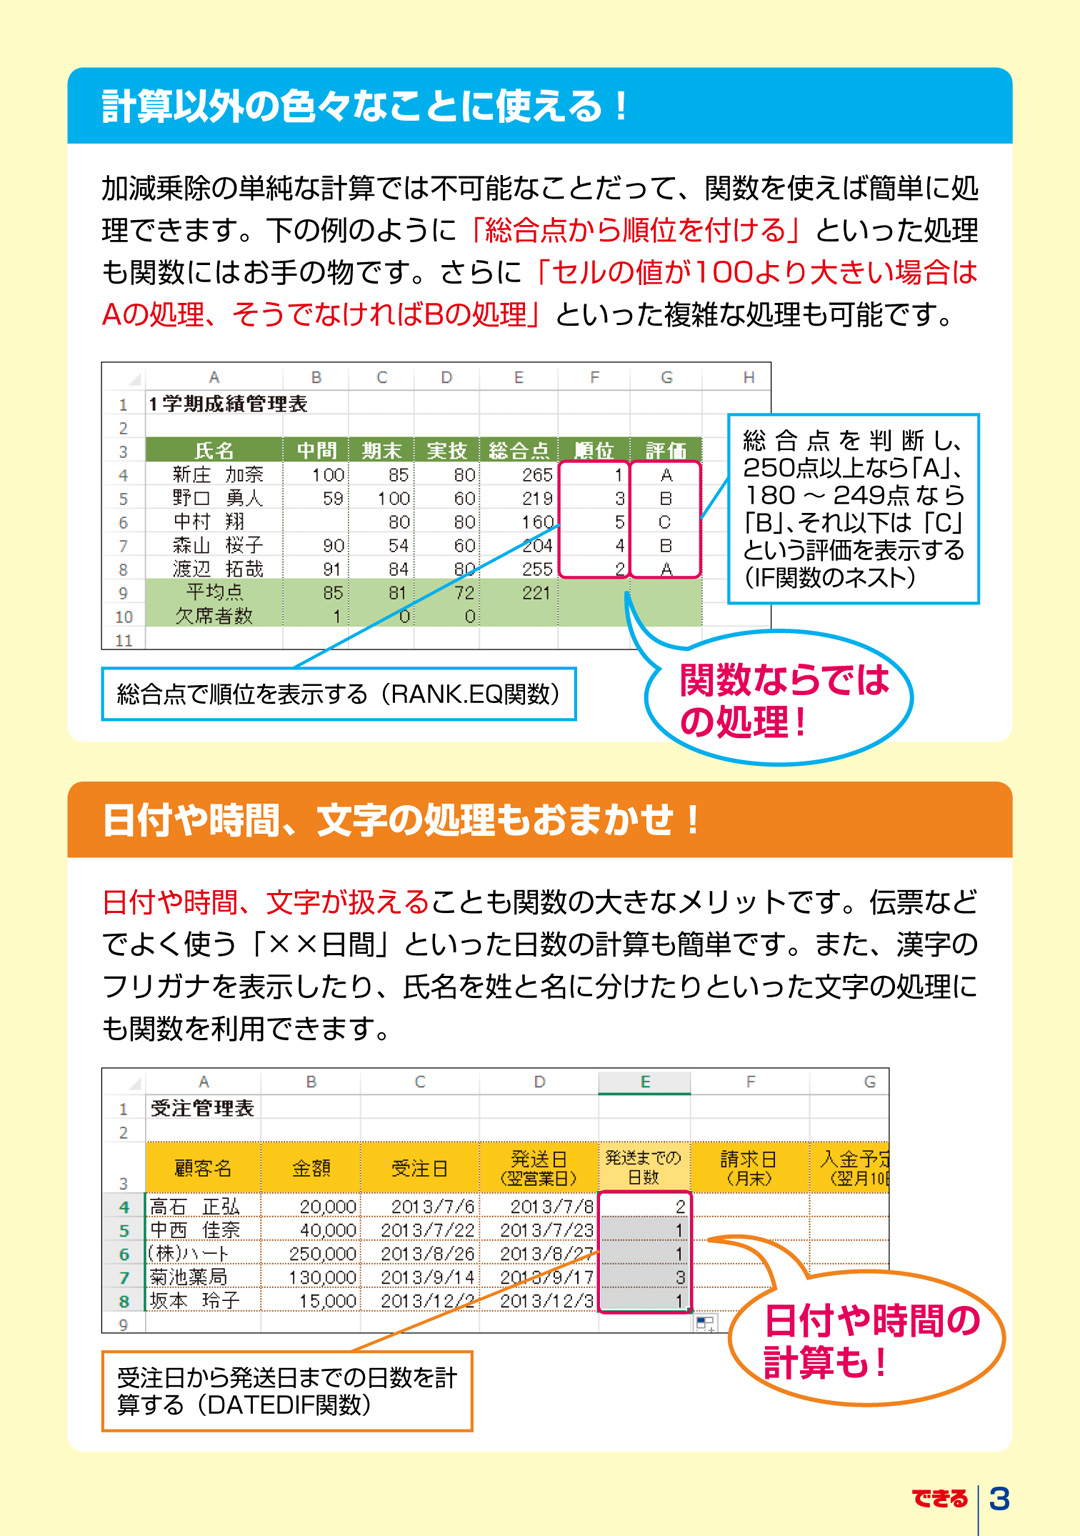 計算以外の色々なことに使える！
加減乗除の単純な計算では不可能なことだって、関数を使えば簡単に処
理できます。下の例のように「総合点から順位を付ける」といった処理
も関数にはお手の物です。さらに「セルの値が100より大きい場合は
Aの処理、そうでなければBの処理」といった複雑な処理も可能です。
A B C D E F G H
1 1学期成績管理表
2
3 氏名 中間 期末 実技 総合点 順位 評価
4 新庄 加奈 100 85 80 265 1 A
5 野口 勇人 59 100 60 219 3 B
6 中村 翔 80 80 160 5 C
7 森山 桜子 90 54 60 204 4 B
8 渡辺 拓哉 91 84 80 255 2 A
9 平均点 85 81 72 221
10 欠席者数 1 0 0
11
総合点を判断し、
250点以上なら「A」、
180～249点なら
「B」、それ以下は「C」
という評価を表示する
（IF関数のネスト）
総合点で順位を表示する（RANK.EQ関数）
関数ならでは
の処理！
日付や時間、文字の処理もおまかせ！
日付や時間、文字が扱えることも関数の大きなメリットです。伝票など
でよく使う「××日間」といった日数の計算も簡単です。また、漢字の
フリガナを表示したり、氏名を姓と名に分けたりといった文字の処理に
も関数を利用できます。
A B C D E F G
1 受注管理表
2
3 顧客名 金額 受注日 発送日 発送までの 請求日 入金予定
（翌営業日） 日数 （月末） （翌月10日
4 高石 正弘 20,000 2013/7/6 2013/7/8 2
5 中西 佳奈 40,000 2013/7/22 2013/7/23 1
6 (株)ハート 250,000 2013/8/26 2013/8/27 1
7 菊池薬局 130,000 2013/9/14 2013/9/17 3
8 坂本 玲子 15,000 2013/12/2 2013/12/3 1
9
日付や時間の
計算も！
受注日から発送日までの日数を計
算する（DATEDIF関数）
できる 3